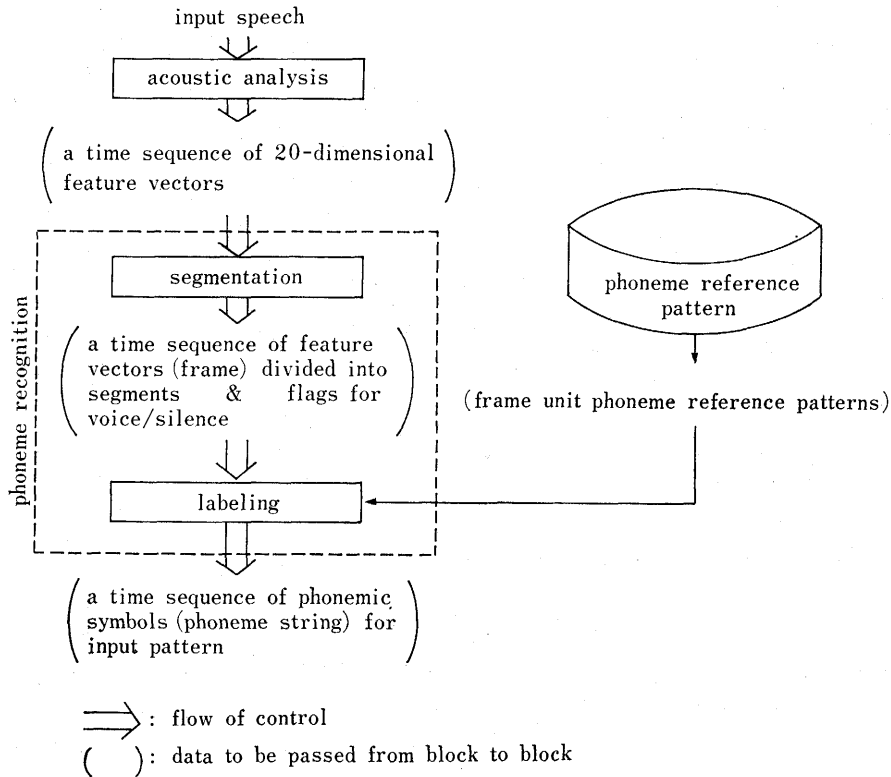 input speech
acoustic analysis
a time sequence of 20-dimensional
feature vectors
phoneme recognition
segmentation
a time sequence of feature
vectors (frame) divided into
segments & flags for
voice/silence
labeling
a time sequence of phonemic
symbols (phoneme string) for
input pattern
phoneme reference
pattern
(frame unit phoneme reference patterns)
: flow of control
( ): data to be passed from block to block